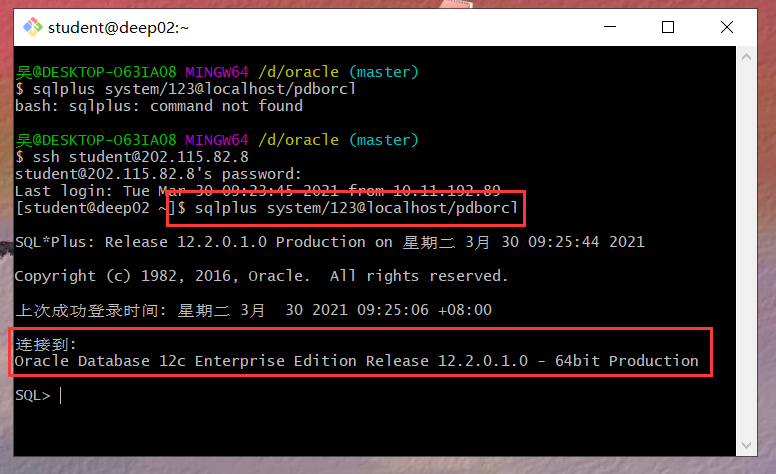 student@deep02:~
昊@DESKTOP-O63IA08 MINGW64 /d/oracle (master)
$ sqlplus system/123@localhost/pdborcl
bash: sqlplus: command not found
昊@DESKTOP-O63IA08 MINGW64 /d/oracle (master)
$ ssh student@202.115.82.8
student@202.115.82.8's password:
Last login: Tue Mar 30 09:23:45 2021 from 10.11.192.89
[student@deep02 ~]$ sqlplus system/123@localhost/pdborcl
SQL*Plus: Release 12.2.0.1.0 Production on 星期二 3月 30 09:25:44 2021
Copyright (c) 1982, 2016, Oracle.  All rights reserved.
上次成功登录时间: 星期二 3月  30 2021 09:25:06 +08:00
连接到:
Oracle Database 12c Enterprise Edition Release 12.2.0.1.0 - 64bit Production
SQL>